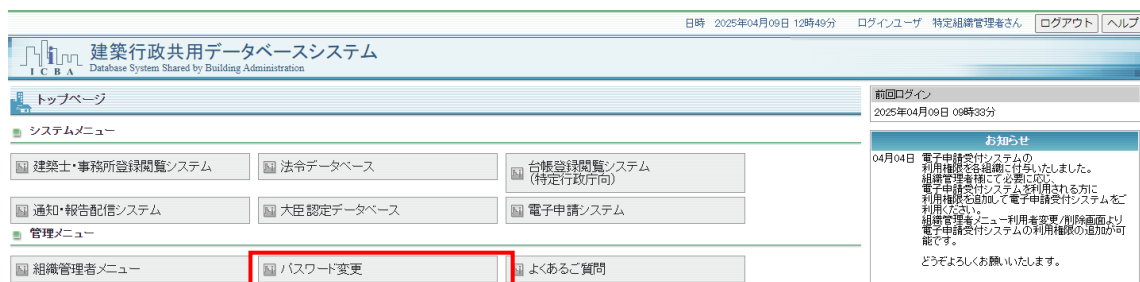 日時 2025年04月09日 12時49分 ログインユーザ 特定組織管理者さん ログアウト ヘルプ
ICBA
建築行政共用データベースシステム
Database System Shared by Building Administration
トップページ
システムメニュー
建築士・事務所登録閲覧システム 法令データベース 台帳登録閲覧システム
(特定行政庁向)
通知・報告配信システム 大臣認定データベース 電子申請システム
管理メニュー
組織管理者メニュー パスワード変更 よくあるご質問
前回ログイン
2025年04月09日 09時33分
お知らせ
04月04日 電子申請受付システムの
利用権限を各組織に付与いたしました。
組織管理者様にて必要に応じ、
電子申請受付システムを利用される方に
利用権限を追加して電子申請受付システムをご
利用ください。
組織管理者メニュー利用者変更/削除画面より
電子申請受付システムの利用権限の追加が可
能です。
どうぞよろしくお願いいたします。